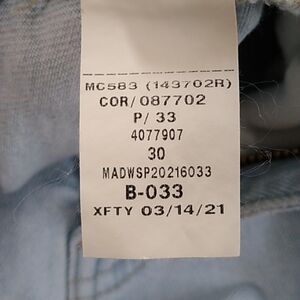 MC583 (143702R)
COR/087702
P/ 33
4077907
30
MADWSP20216033
B-033
XFTY 03/14/21